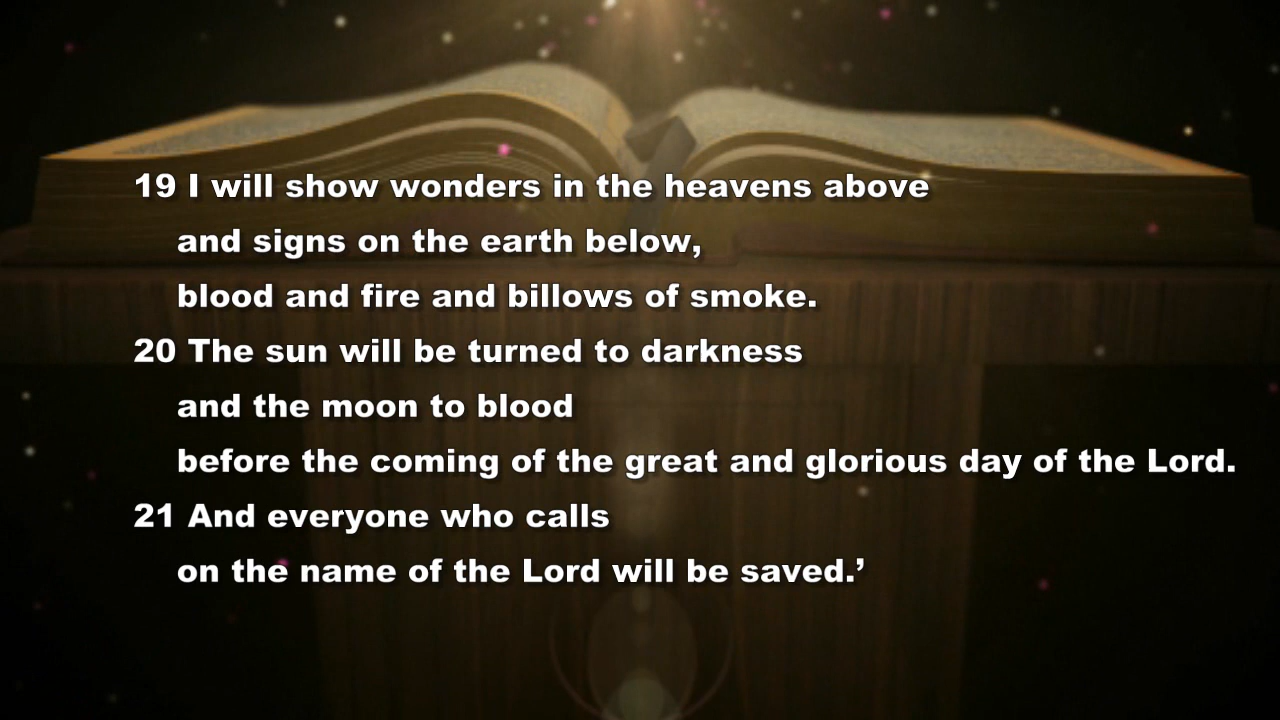 19 I will show wonders in the heavens above
and signs on the earth below,
blood and fire and billows of smoke.
20 The sun will be turned to darkness
and the moon to blood
before the coming of the great and glorious day of the Lord.
21 And everyone who calls
on the name of the Lord will be saved.’